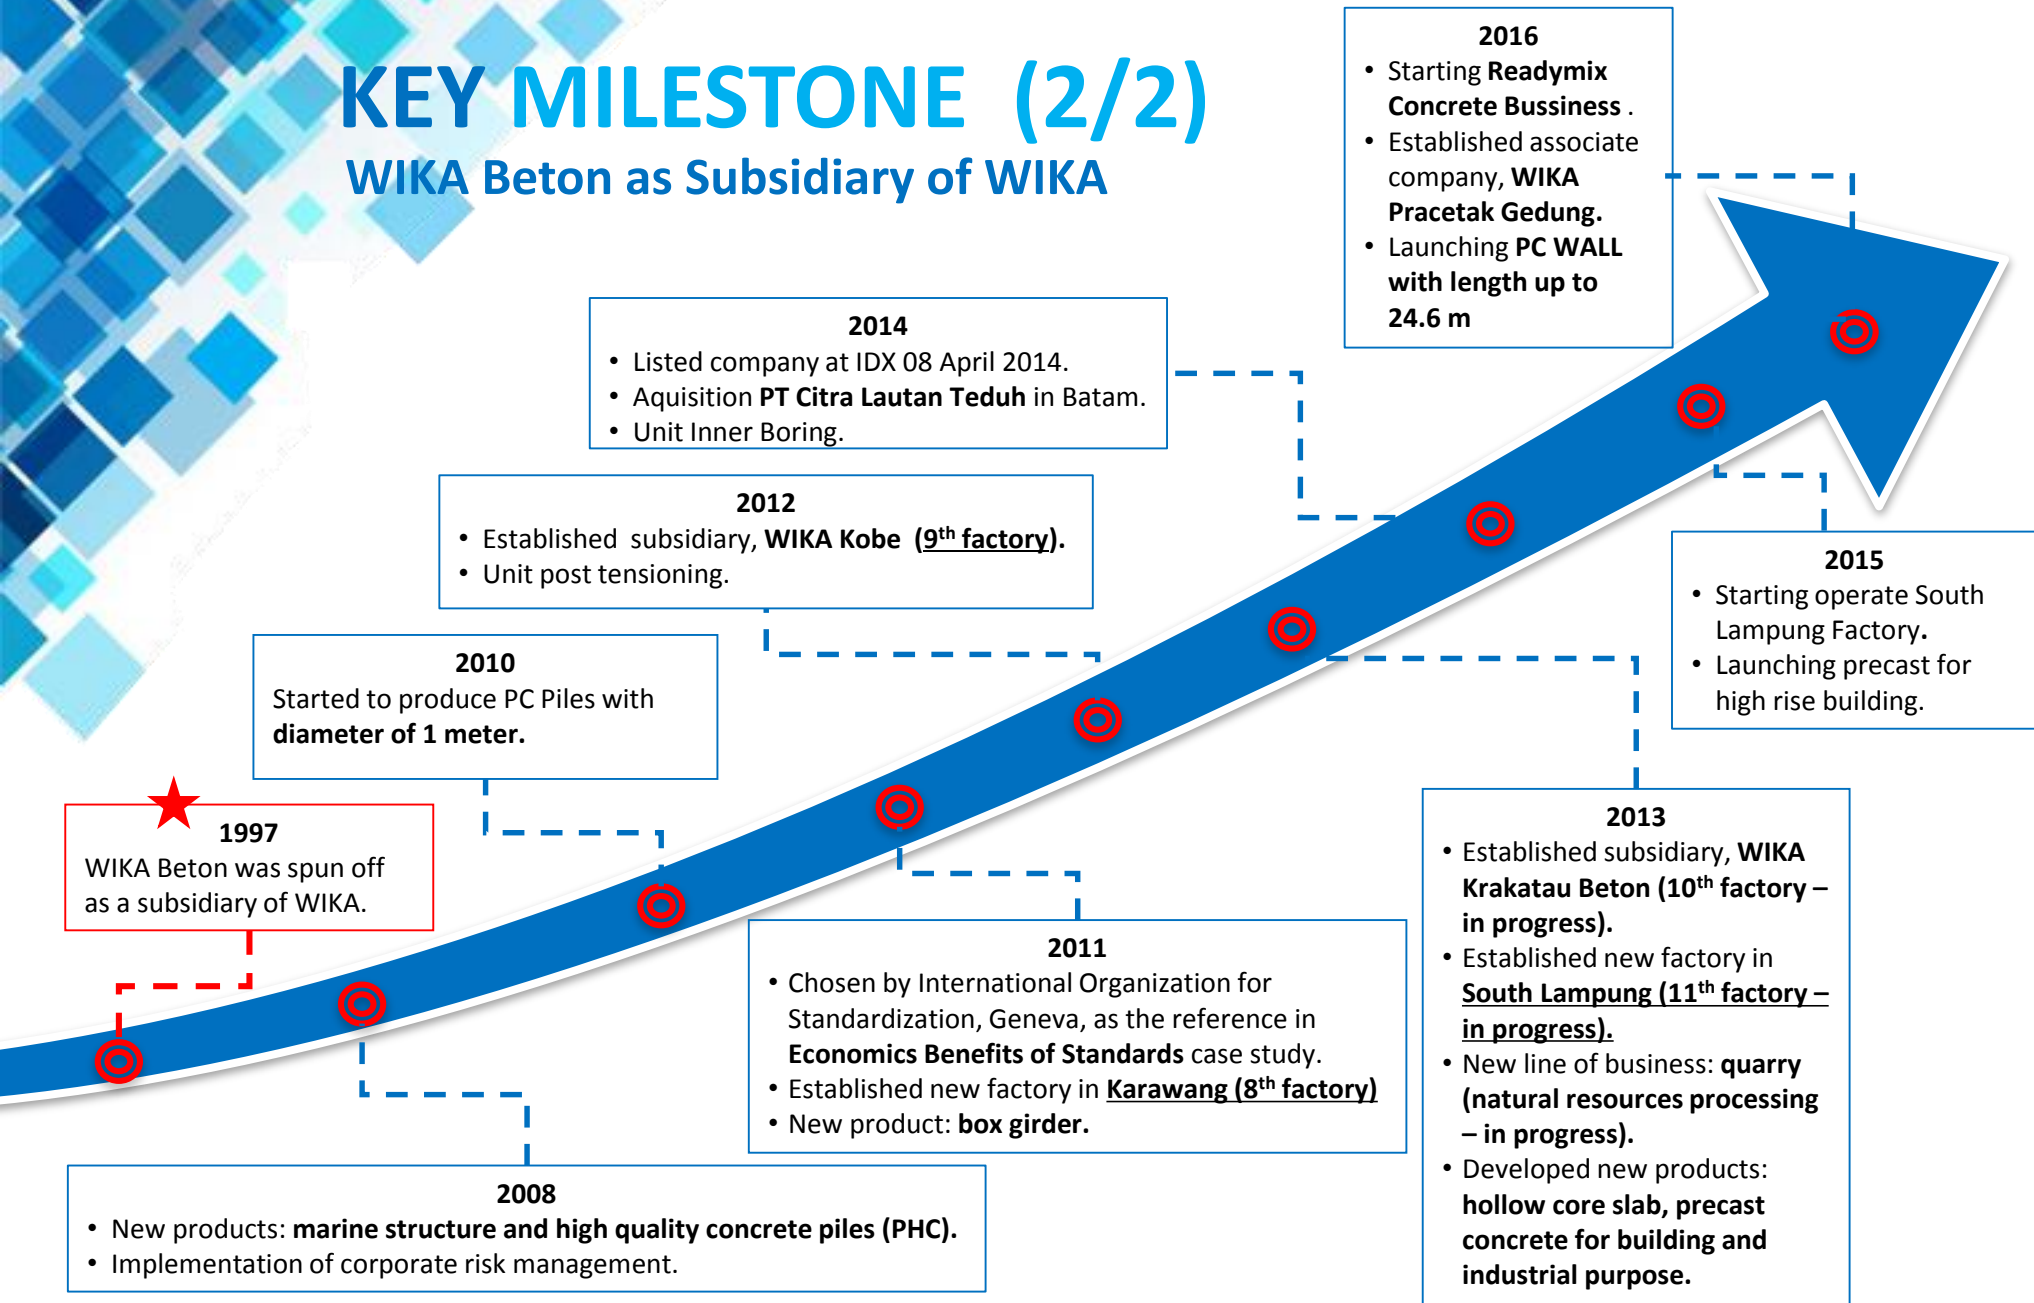 KEY MILESTONE (2/2)
WIKA Beton as Subsidiary of WIKA
1997
WIKA Beton was spun off
as a subsidiary of WIKA.
2008
• New products: marine structure and high quality concrete piles (PHC).
• Implementation of corporate risk management.
2010
Started to produce PC Piles with
diameter of 1 meter.
2011
• Chosen by International Organization for
Standardization, Geneva, as the reference in
Economics Benefits of Standards case study.
• Established new factory in Karawang (8th factory)
• New product: box girder.
2012
• Established subsidiary, WIKA Kobe (9th factory).
• Unit post tensioning.
2013
• Established subsidiary, WIKA
Krakatau Beton (10th factory –
in progress).
• Established new factory in
South Lampung (11th factory –
in progress).
• New line of business: quarry
(natural resources processing
– in progress).
• Developed new products:
hollow core slab, precast
concrete for building and
industrial purpose.
2014
• Listed company at IDX 08 April 2014.
• Aquisition PT Citra Lautan Teduh in Batam.
• Unit Inner Boring.
2015
• Starting operate South
Lampung Factory.
• Launching precast for
high rise building.
2016
• Starting Readymix
Concrete Bussiness .
• Established associate
company, WIKA
Pracetak Gedung.
• Launching PC WALL
with length up to
24.6 m